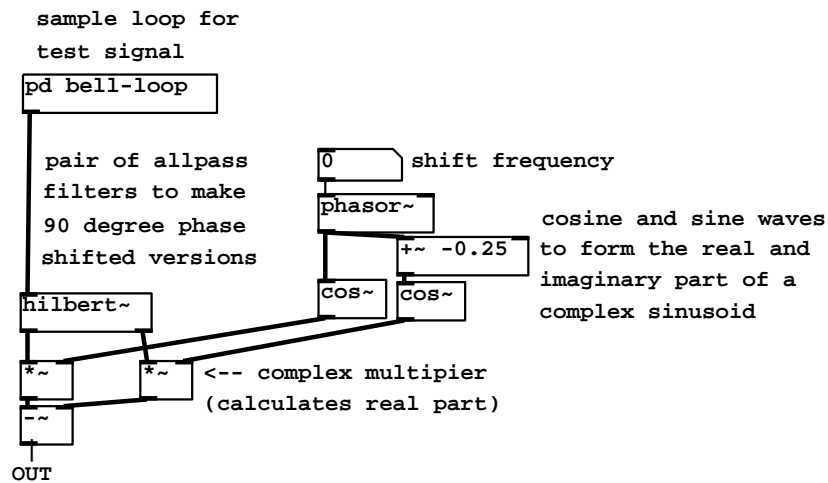 sample loop for
test signal
pd bell-loop
pair of allpass
filters to make
90 degree phase
shifted versions
0
shift frequency
phasor~
+~ -0.25
cosine and sine waves
to form the real and
imaginary part of a
complex sinusoid
cos~
cos~
hilbert~
*~
*~
<-- complex multipier
(calculates real part)
-~
OUT